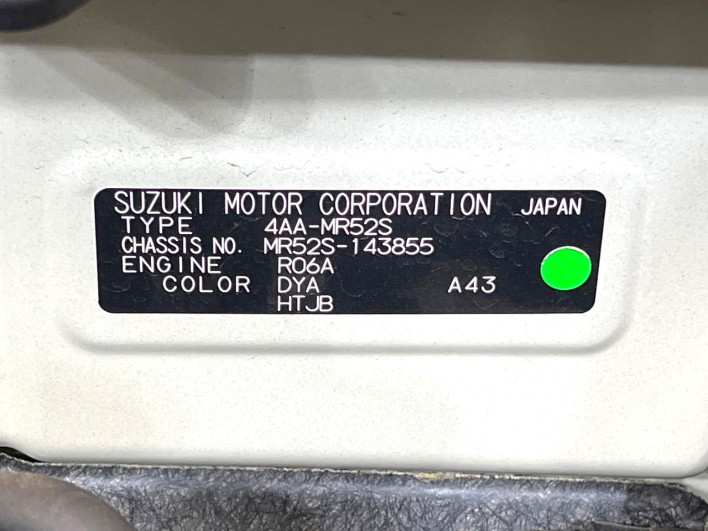 SUZUKI MOTOR CORPORATION JAPAN
TYPE 4AA-MR52S
CHASSIS NO. MR52S-143855
ENGINE R06A
COLOR DYA A43
HTJB